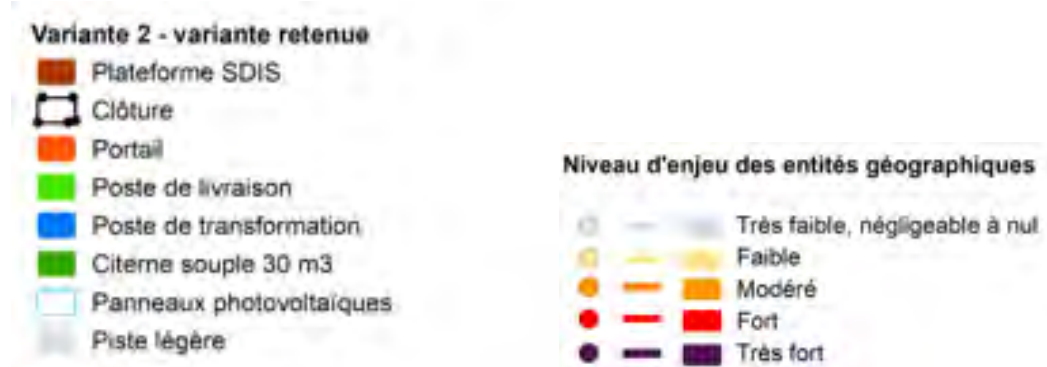 Variante 2 - variante retenue
Plateforme SDIS
Clôture
Portail
Poste de livraison
Poste de transformation
Citerne souple 30 m3
Panneaux photovoltaïques
Piste légère
Niveau d'enjeu des entités géographiques
Très faible, négligeable à nul
Faible
Modéré
Fort
Très fort